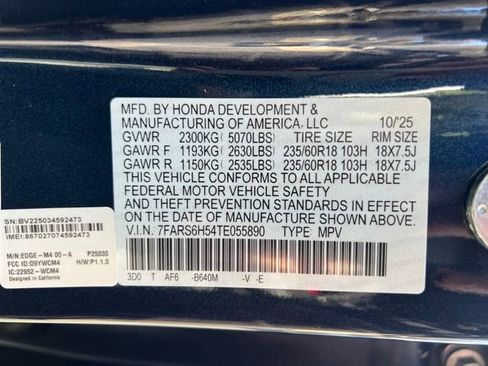 MFD. BY HONDA DEVELOPMENT &
MANUFACTURING OF AMERICA, LLC 10/'25
GVWR 2300KG (5070LBS) TIRE SIZE RIM SIZE
GAWR F 1193KG (2630LBS) 235/60R18 103H 18X7.5J
GAWR R 1150KG (2535LBS) 235/60R18 103H 18X7.5J
THIS VEHICLE CONFORMS TO ALL APPLICABLE
FEDERAL MOTOR VEHICLE SAFETY
AND THEFT PREVENTION STANDARDS IN EFFECT
ON THE DATE OF MANUFACTURE SHOWN ABOVE.
V.I.N. 7FARS6H54TE055890 TYPE: MPV
3D0 T AF6 -B640M - V - E
SN:BV225034592473
IMEI:867027074592473
M/N:EDGE-M4 00-A P25030
FCC ID:O9YWCM4 H/W:P1.1.0
IC:22952-WCM4
Designed in California